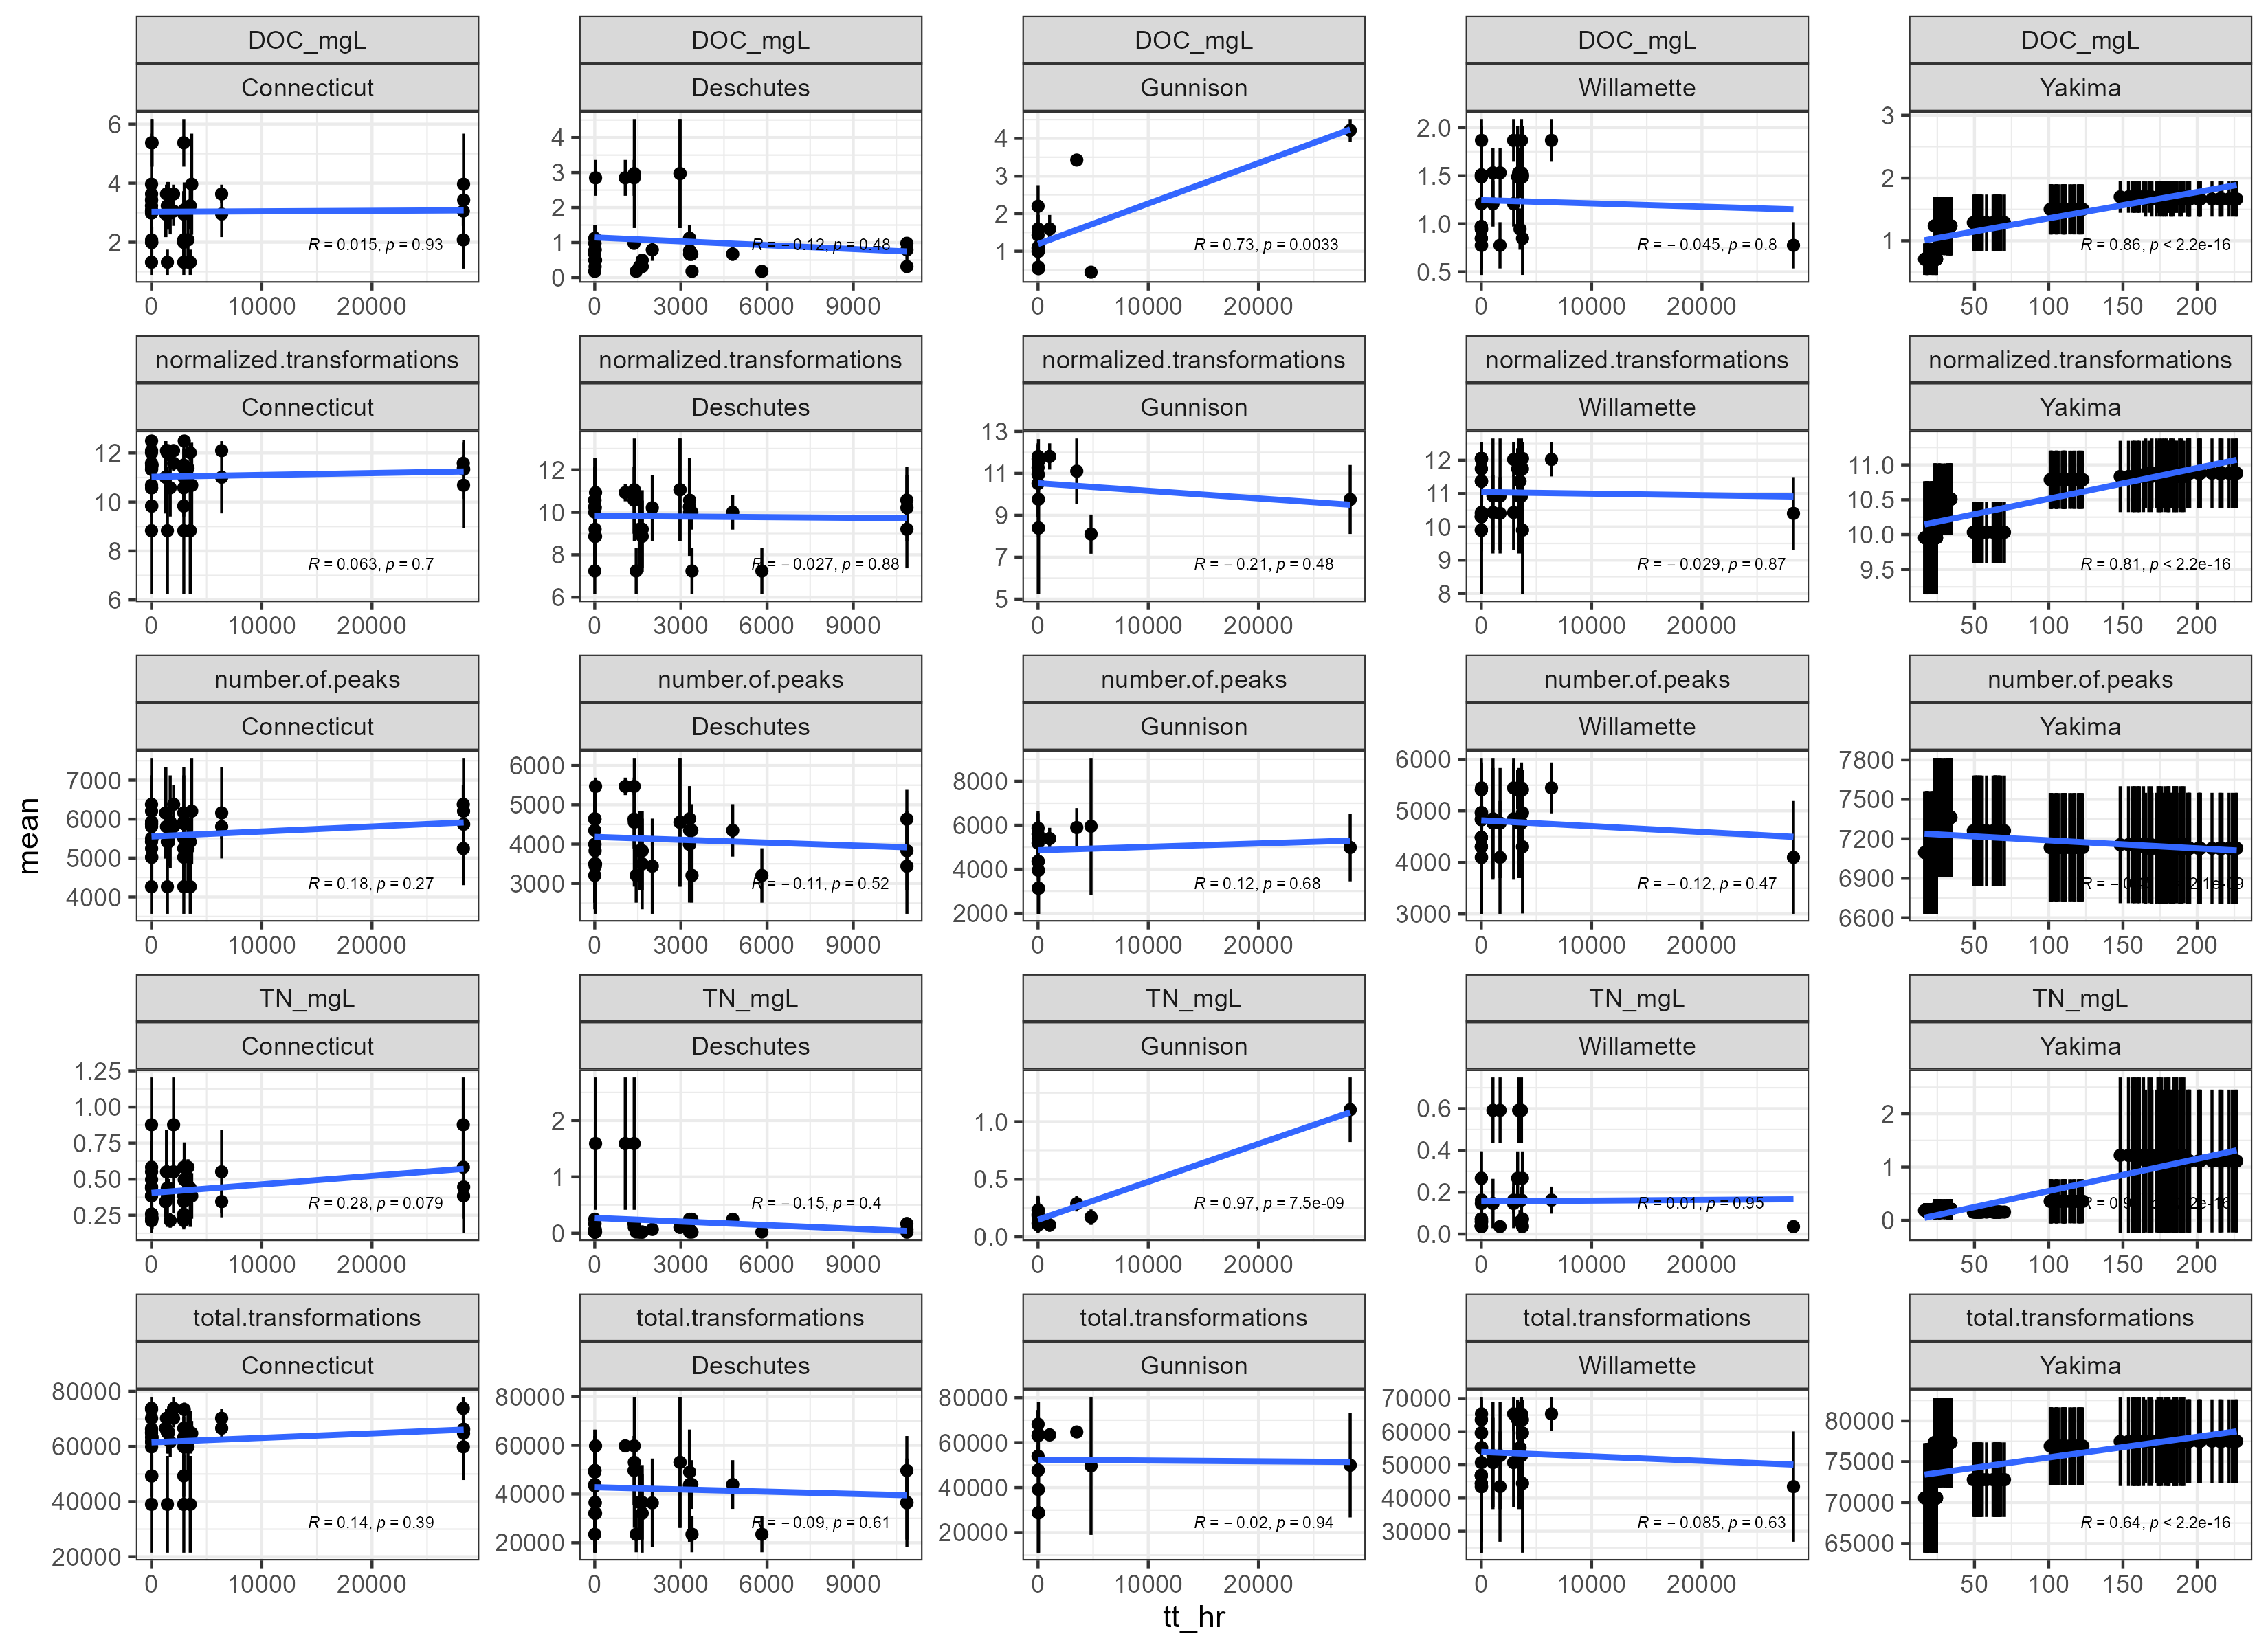 DOC_mgL DOC_mgL DOC_mgL DOC_mgL DOC_mgL
Connecticut Deschutes Gunnison Willamette Yakima
6 4 2
4 3 2 1 0
4 3 2 1
2.0 1.5 1.0 0.5
3 2 1
R = 0.015, p = 0.93 R = − 0.12, p = 0.48 R = 0.73, p = 0.0033 R = − 0.045, p = 0.8 R = 0.86, p < 2.2e-16
0 10000 20000 0 3000 6000 9000 0 10000 20000 0 10000 20000 50 100 150 200
normalized.transformations normalized.transformations normalized.transformations normalized.transformations normalized.transformations
Connecticut Deschutes Gunnison Willamette Yakima
12 10 8 6
12 10 8 6
13 11 9 7 5
12 11 10 9 8
11.0 10.5 10.0 9.5
R = 0.063, p = 0.7 R = − 0.027, p = 0.88 R = − 0.21, p = 0.48 R = − 0.029, p = 0.87 R = 0.81, p < 2.2e-16
0 10000 20000 0 3000 6000 9000 0 10000 20000 0 10000 20000 50 100 150 200
number.of.peaks number.of.peaks number.of.peaks number.of.peaks number.of.peaks
Connecticut Deschutes Gunnison Willamette Yakima
mean
7000 6000 5000 4000
6000 5000 4000 3000
8000 6000 4000 2000
6000 5000 4000 3000
7800 7500 7200 6900 6600
R = 0.18, p = 0.27 R = − 0.11, p = 0.52 R = 0.12, p = 0.68 R = − 0.12, p = 0.47 R =
0 10000 20000 0 3000 6000 9000 0 10000 20000 0 10000 20000 50 100 150 200
TN_mgL TN_mgL TN_mgL TN_mgL TN_mgL
Connecticut Deschutes Gunnison Willamette Yakima
1.25 1.00 0.75 0.50 0.25
2 1 0
1.0 0.5 0.0
0.6 0.4 0.2 0.0
2 1 0
R = 0.28, p = 0.079 R = − 0.15, p = 0.4 R = 0.97, p = 7.5e-09 R = 0.01, p = 0.95 R =
0 10000 20000 0 3000 6000 9000 0 10000 20000 0 10000 20000 50 100 150 200
total.transformations total.transformations total.transformations total.transformations total.transformations
Connecticut Deschutes Gunnison Willamette Yakima
80000 60000 40000 20000
80000 60000 40000 20000
80000 60000 40000 20000
70000 60000 50000 40000 30000
80000 75000 70000 65000
R = 0.14, p = 0.39 R = − 0.09, p = 0.61 R = − 0.02, p = 0.94 R = − 0.085, p = 0.63 R = 0.64, p < 2.2e-16
0 10000 20000 0 3000 6000 9000 0 10000 20000 0 10000 20000 50 100 150 200
tt_hr